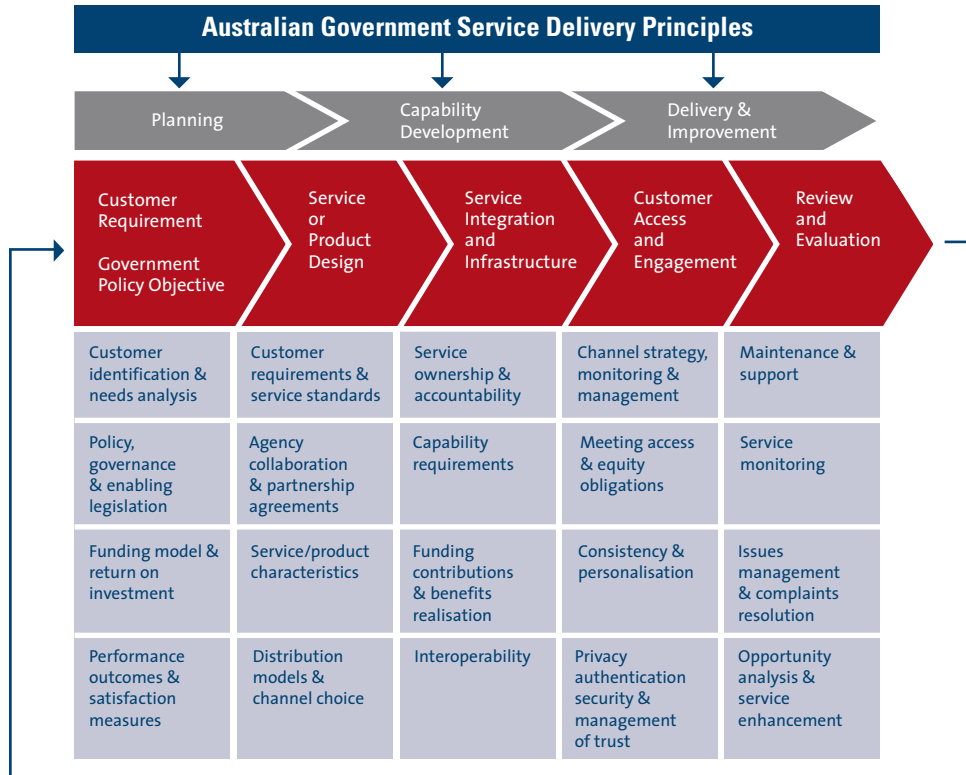 Australian Government Service Delivery Principles
Planning
Capability
Development
Delivery &
Improvement
Customer
Requirement
Government
Policy Objective
Service
or
Product
Design
Service
Integration
and
Infrastructure
Customer
Access
and
Engagement
Review
and
Evaluation
Customer
identification &
needs analysis
Customer
requirements &
service standards
Service
ownership &
accountability
Channel strategy,
monitoring &
management
Maintenance &
support
Policy,
governance
& enabling
legislation
Agency
collaboration
& partnership
agreements
Capability
requirements
Meeting access
& equity
obligations
Service
monitoring
Funding model &
return on
investment
Service/product
characteristics
Funding
contributions
& benefits
realisation
Consistency &
personalisation
Issues
management
& complaints
resolution
Performance
outcomes &
satisfaction
measures
Distribution
models &
channel choice
Interoperability
Privacy
authentication
security &
management
of trust
Opportunity
analysis &
service
enhancement